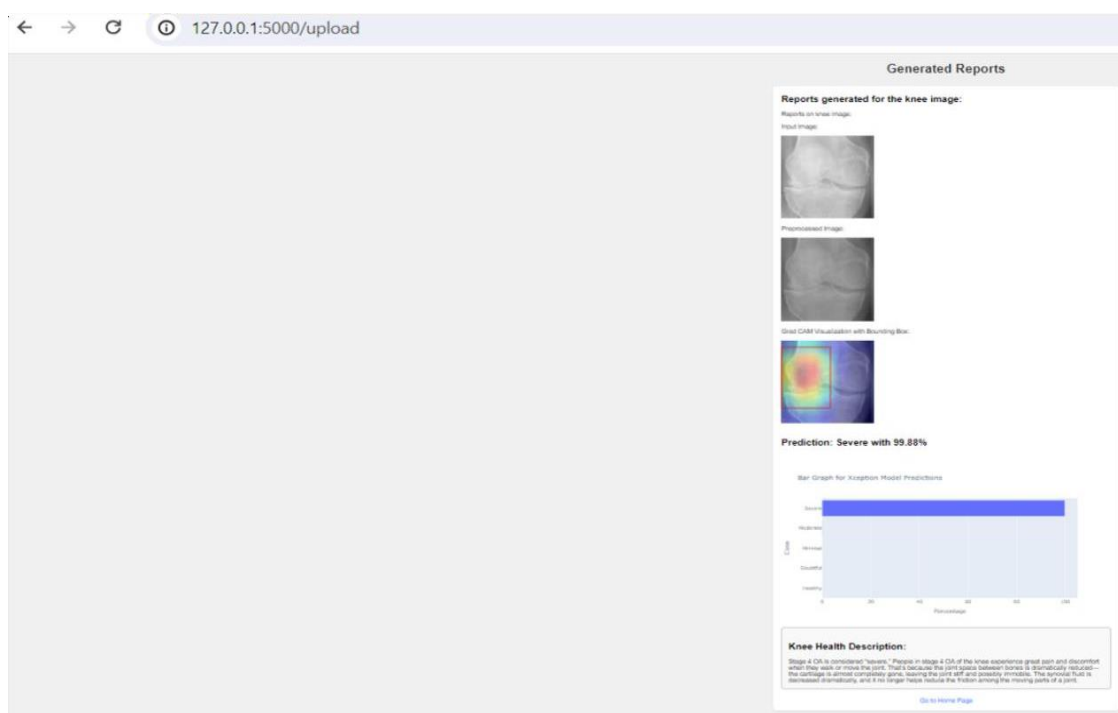 127.0.0.1:5000/upload
Generated Reports
Reports generated for the knee image:
Reports on knee image:
Input Image:
Preprocessed Image:
Grad CAM Visualization with Bounding Box:
Prediction: Severe with 99.88%
Bar Graph for Xception Model Predictions
Severe
Moderate
Minimal
Doubtful
Healthy
Class
0 20 40 60 80 100
Percentage
Knee Health Description:
Stage 4 OA is considered "severe." People in stage 4 OA of the knee experience great pain and discomfort
when they walk or move the joint. That's because the joint space between bones is dramatically reduced—
the cartilage is almost completely gone, leaving the joint stiff and possibly immobile. The synovial fluid is
decreased dramatically, and it no longer helps reduce the friction among the moving parts of a joint.
Go to Home Page